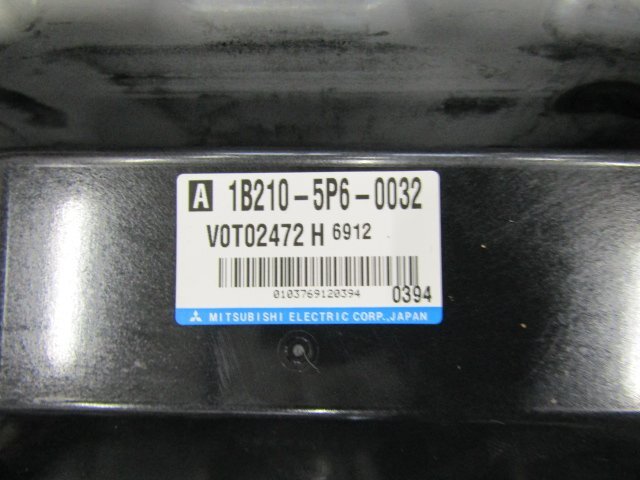 A 1B210-5P6-0032
V0T02472 H 6912
0103769120394 0394
MITSUBISHI ELECTRIC CORP., JAPAN